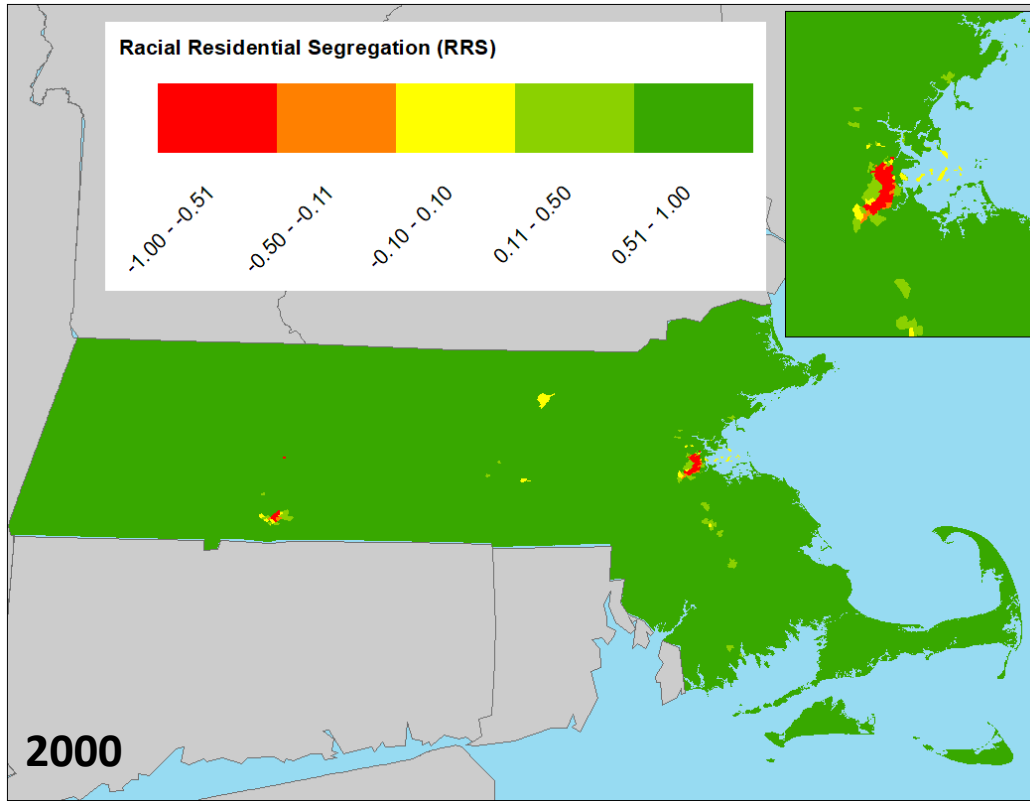 Racial Residential Segregation (RRS)
-1.00 - -0.51
-0.50 - -0.11
-0.10 - 0.10
0.11 - 0.50
0.51 - 1.00
2000